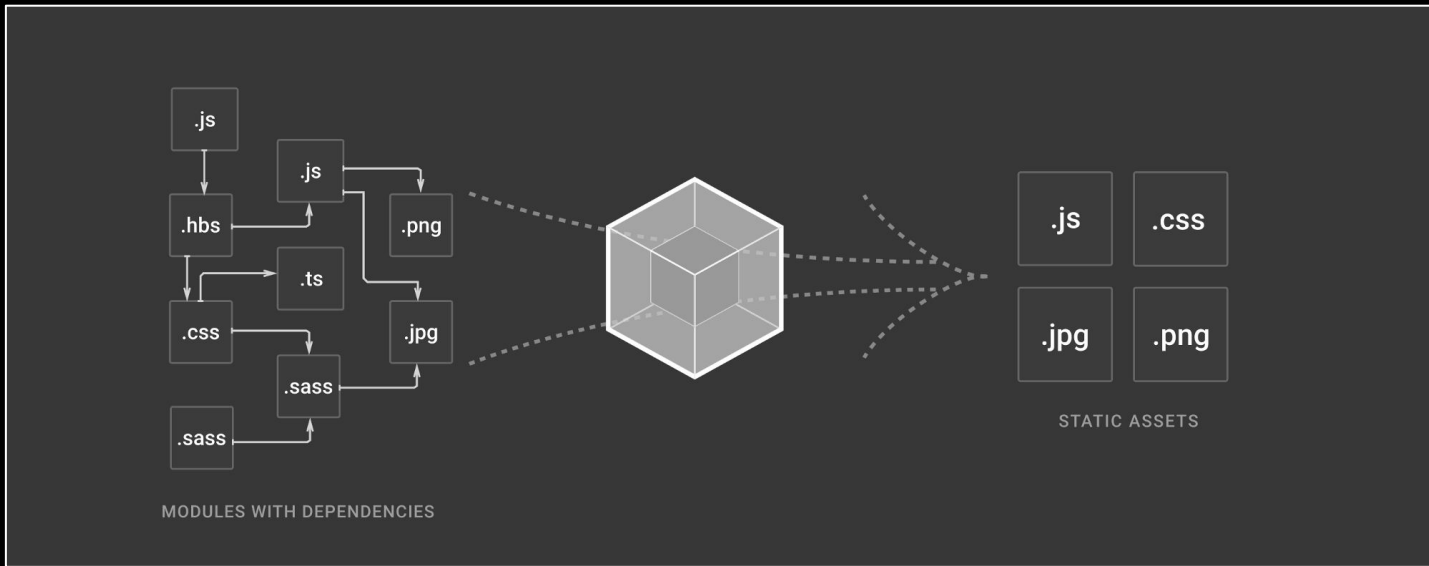 .js
.js
.hbs
.png
.ts
.css
.jpg
.sass
.sass
MODULES WITH DEPENDENCIES
.js
.css
.jpg
.png
STATIC ASSETS